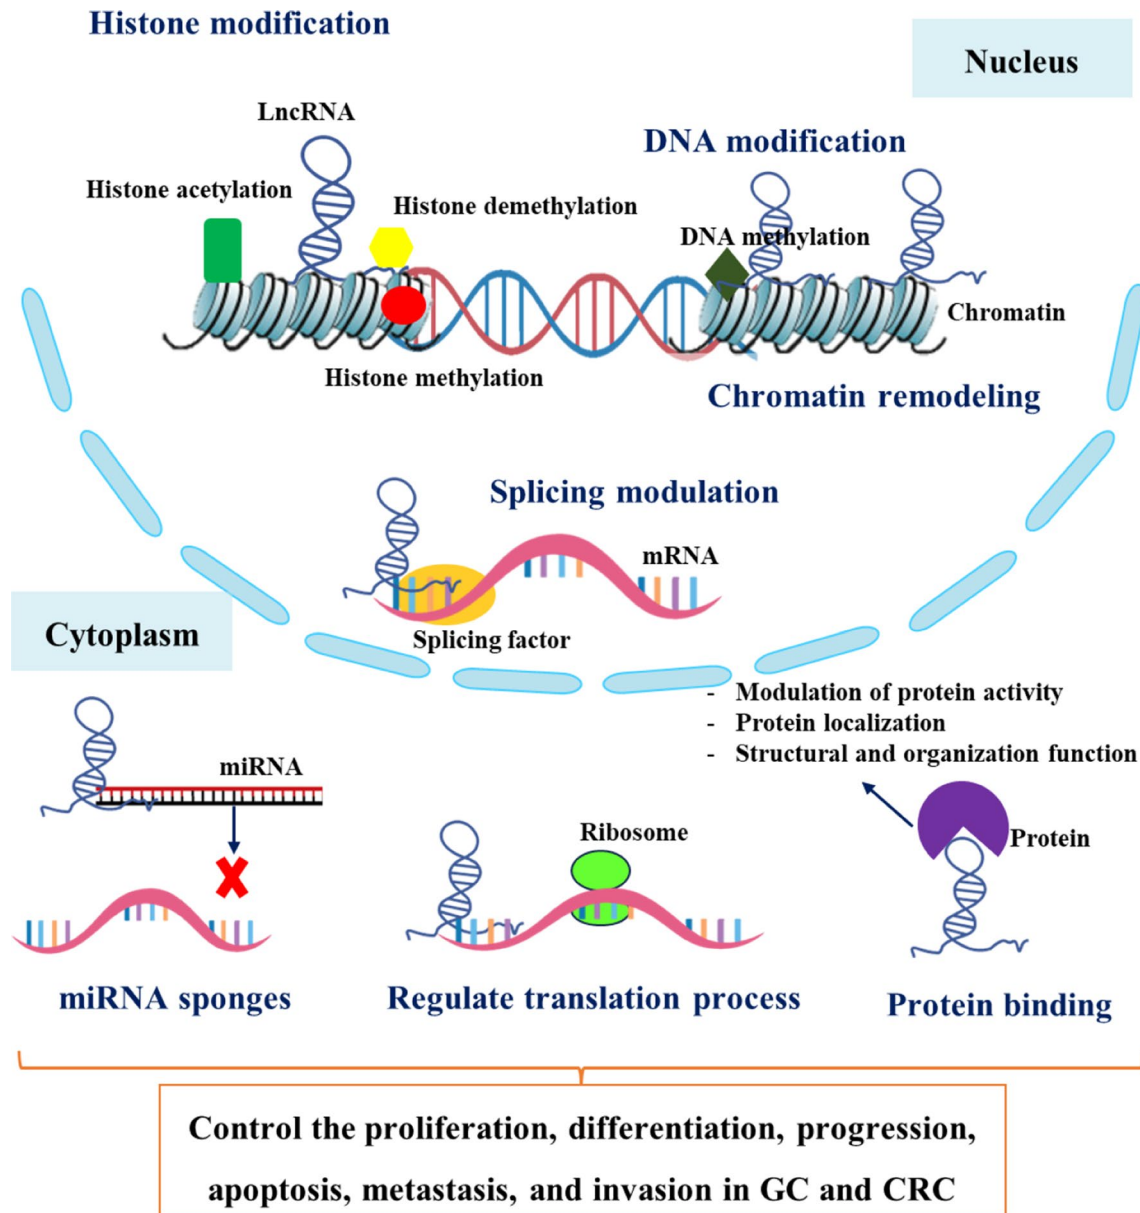 Histone modification
Nucleus
LncRNA
DNA modification
Histone acetylation
Histone demethylation
DNA methylation
Chromatin
Histone methylation
Chromatin remodeling
Splicing modulation
mRNA
Splicing factor
Cytoplasm
- Modulation of protein activity
- Protein localization
- Structural and organization function
miRNA
Ribosome
Protein
miRNA sponges
Regulate translation process
Protein binding
Control the proliferation, differentiation, progression,
apoptosis, metastasis, and invasion in GC and CRC